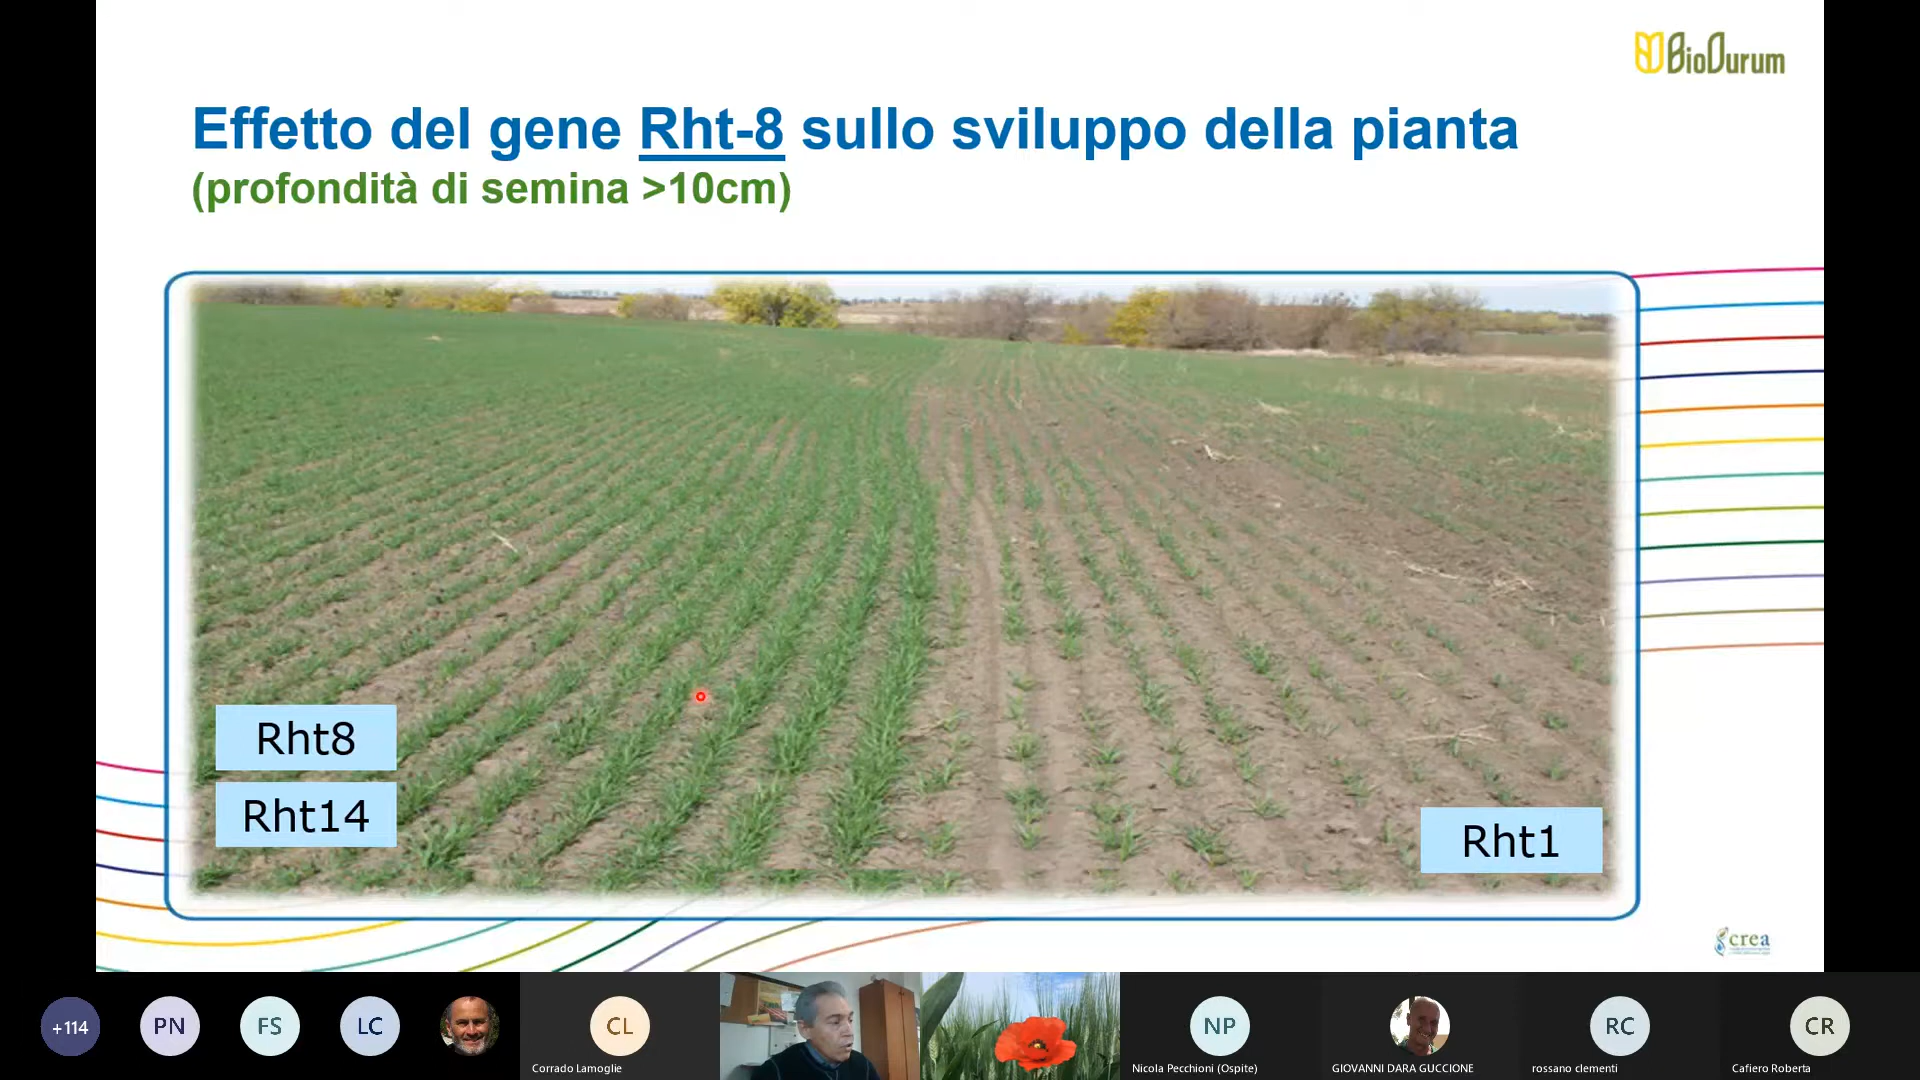 BioDurum
Effetto del gene Rht-8 sullo sviluppo della pianta
(profondità di semina >10cm)
Rht8
Rht14
Rht1
crea
+114
PN
FS
LC
CL
Corrado Lamoglie
NP
Nicola Pecchioni (Ospite)
GIOVANNI DARA GUCCIONE
RC
rossano clementi
CR
Cafiero Roberta